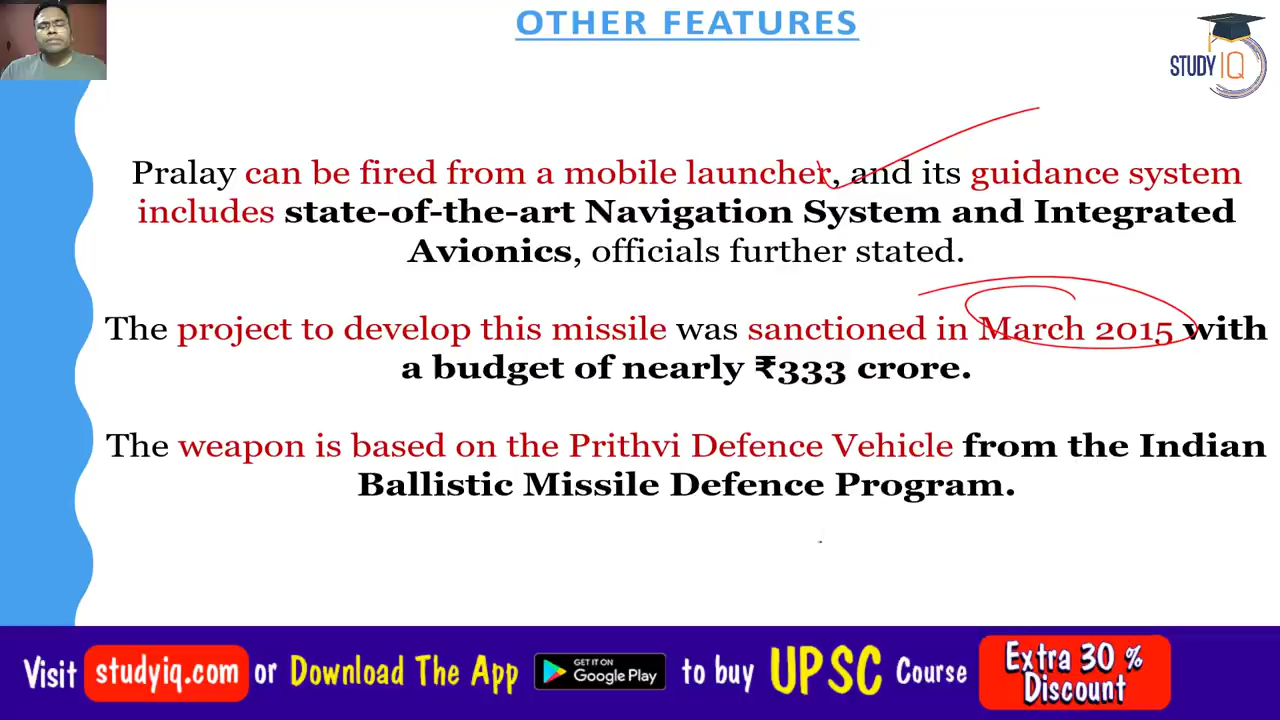 OTHER FEATURES
STUDY IQ
Pralay can be fired from a mobile launcher, and its guidance system
includes state-of-the-art Navigation System and Integrated
Avionics, officials further stated.
The project to develop this missile was sanctioned in March 2015 with
a budget of nearly ₹333 crore.
The weapon is based on the Prithvi Defence Vehicle from the Indian
Ballistic Missile Defence Program.
Visit studyiq.com or Download The App GET IT ON Google Play to buy UPSC Course Extra 30 % Discount